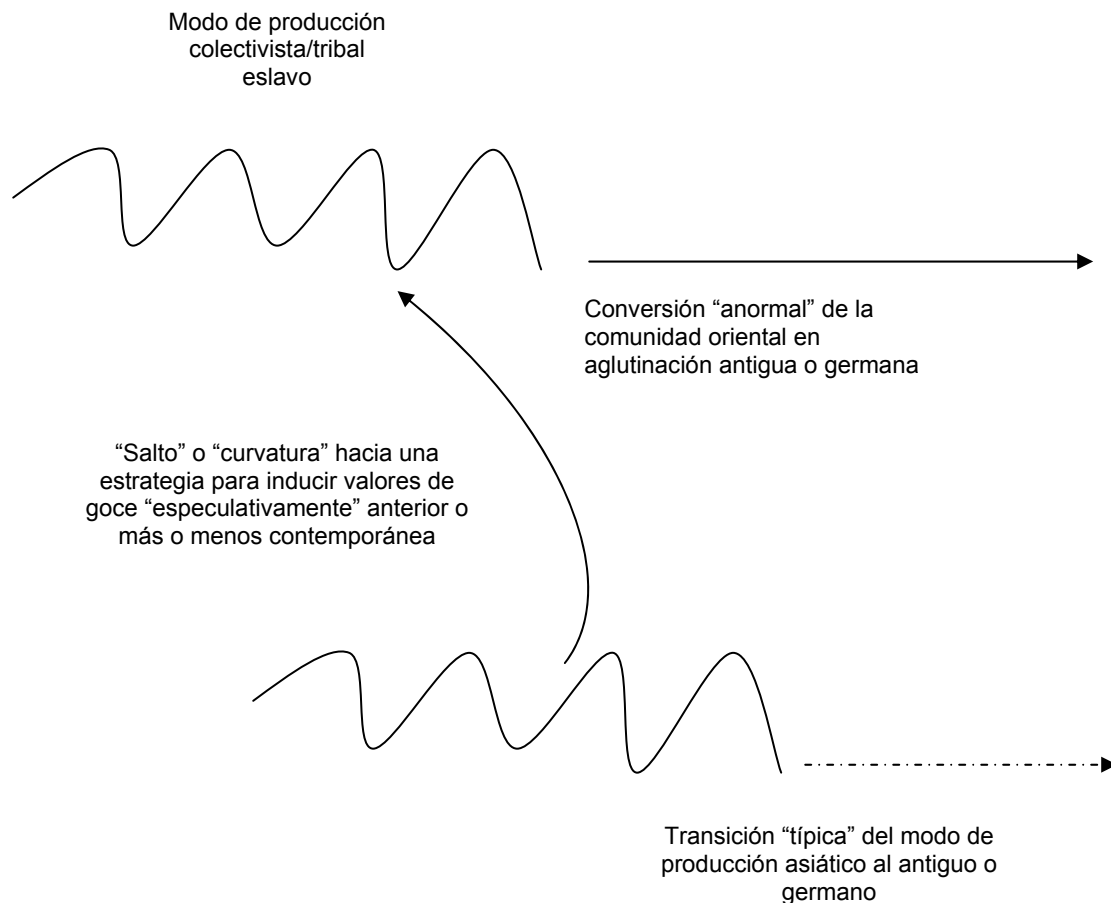 Modo de producción
colectivista/tribal
eslavo
Conversión “anormal” de la
comunidad oriental en
aglutinación antigua o germana
“Salto” o “curvatura” hacia una
estrategia para inducir valores de
goce “especulativamente” anterior o
más o menos contemporánea
Transición “típica” del modo de
producción asiático al antiguo o
germano